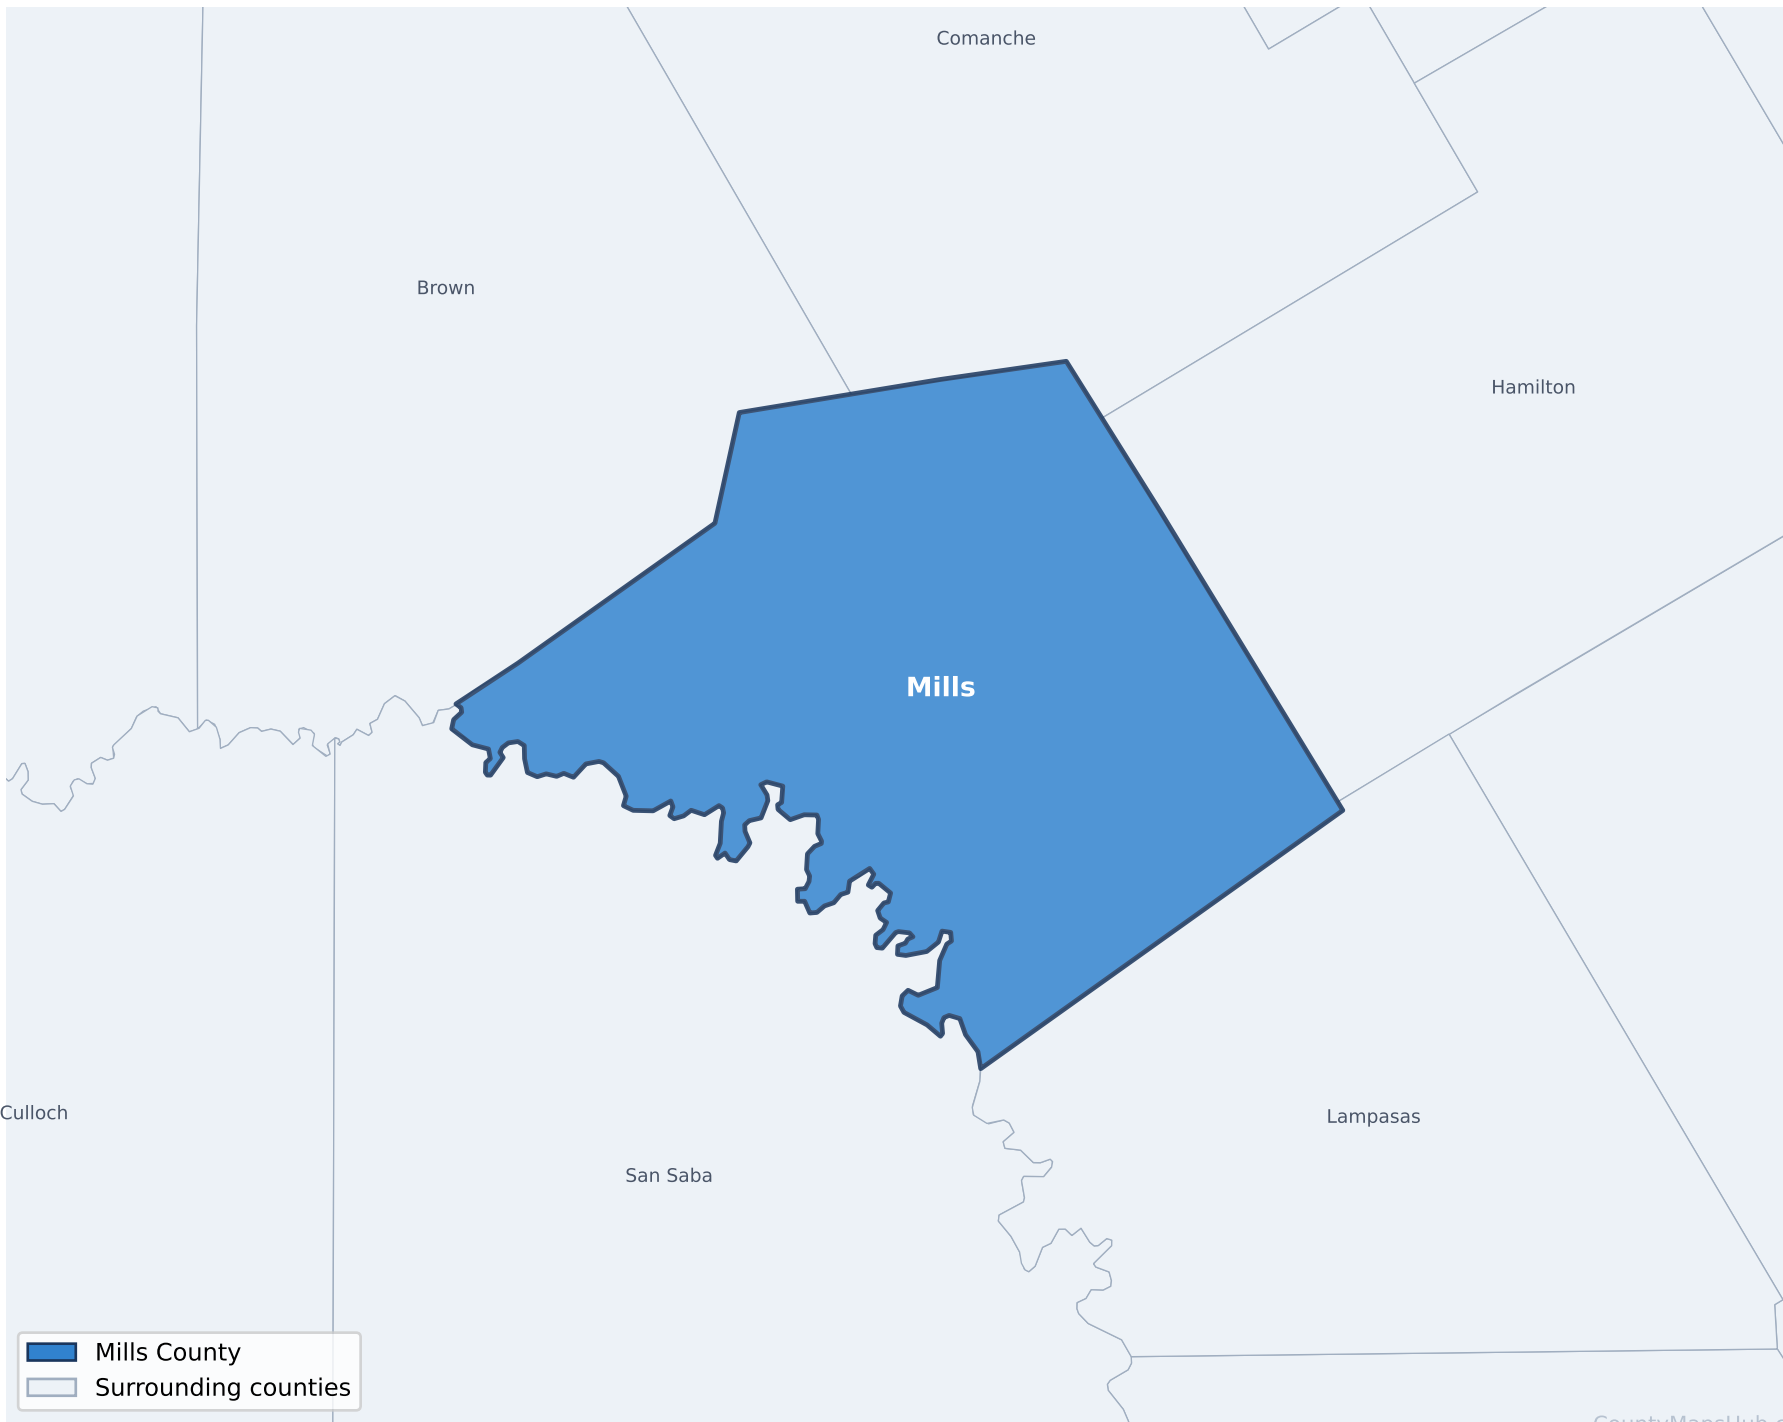 Comanche
Brown
Hamilton
Mills
Culloch
Lampasas
San Saba
Mills County
Surrounding counties